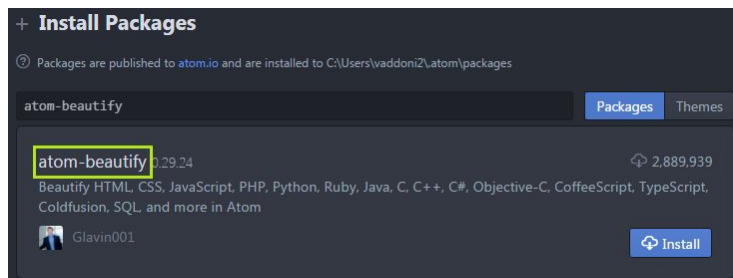 + Install Packages
? Packages are published to atom.io and are installed to C:\Users\vaddoni2\.atom\packages
atom-beautify
Packages Themes
atom-beautify 0.29.24 2,889,939
Beautify HTML, CSS, JavaScript, PHP, Python, Ruby, Java, C, C++, C#, Objective-C, CoffeeScript, TypeScript,
Coldfusion, SQL, and more in Atom
Glavin001
Install